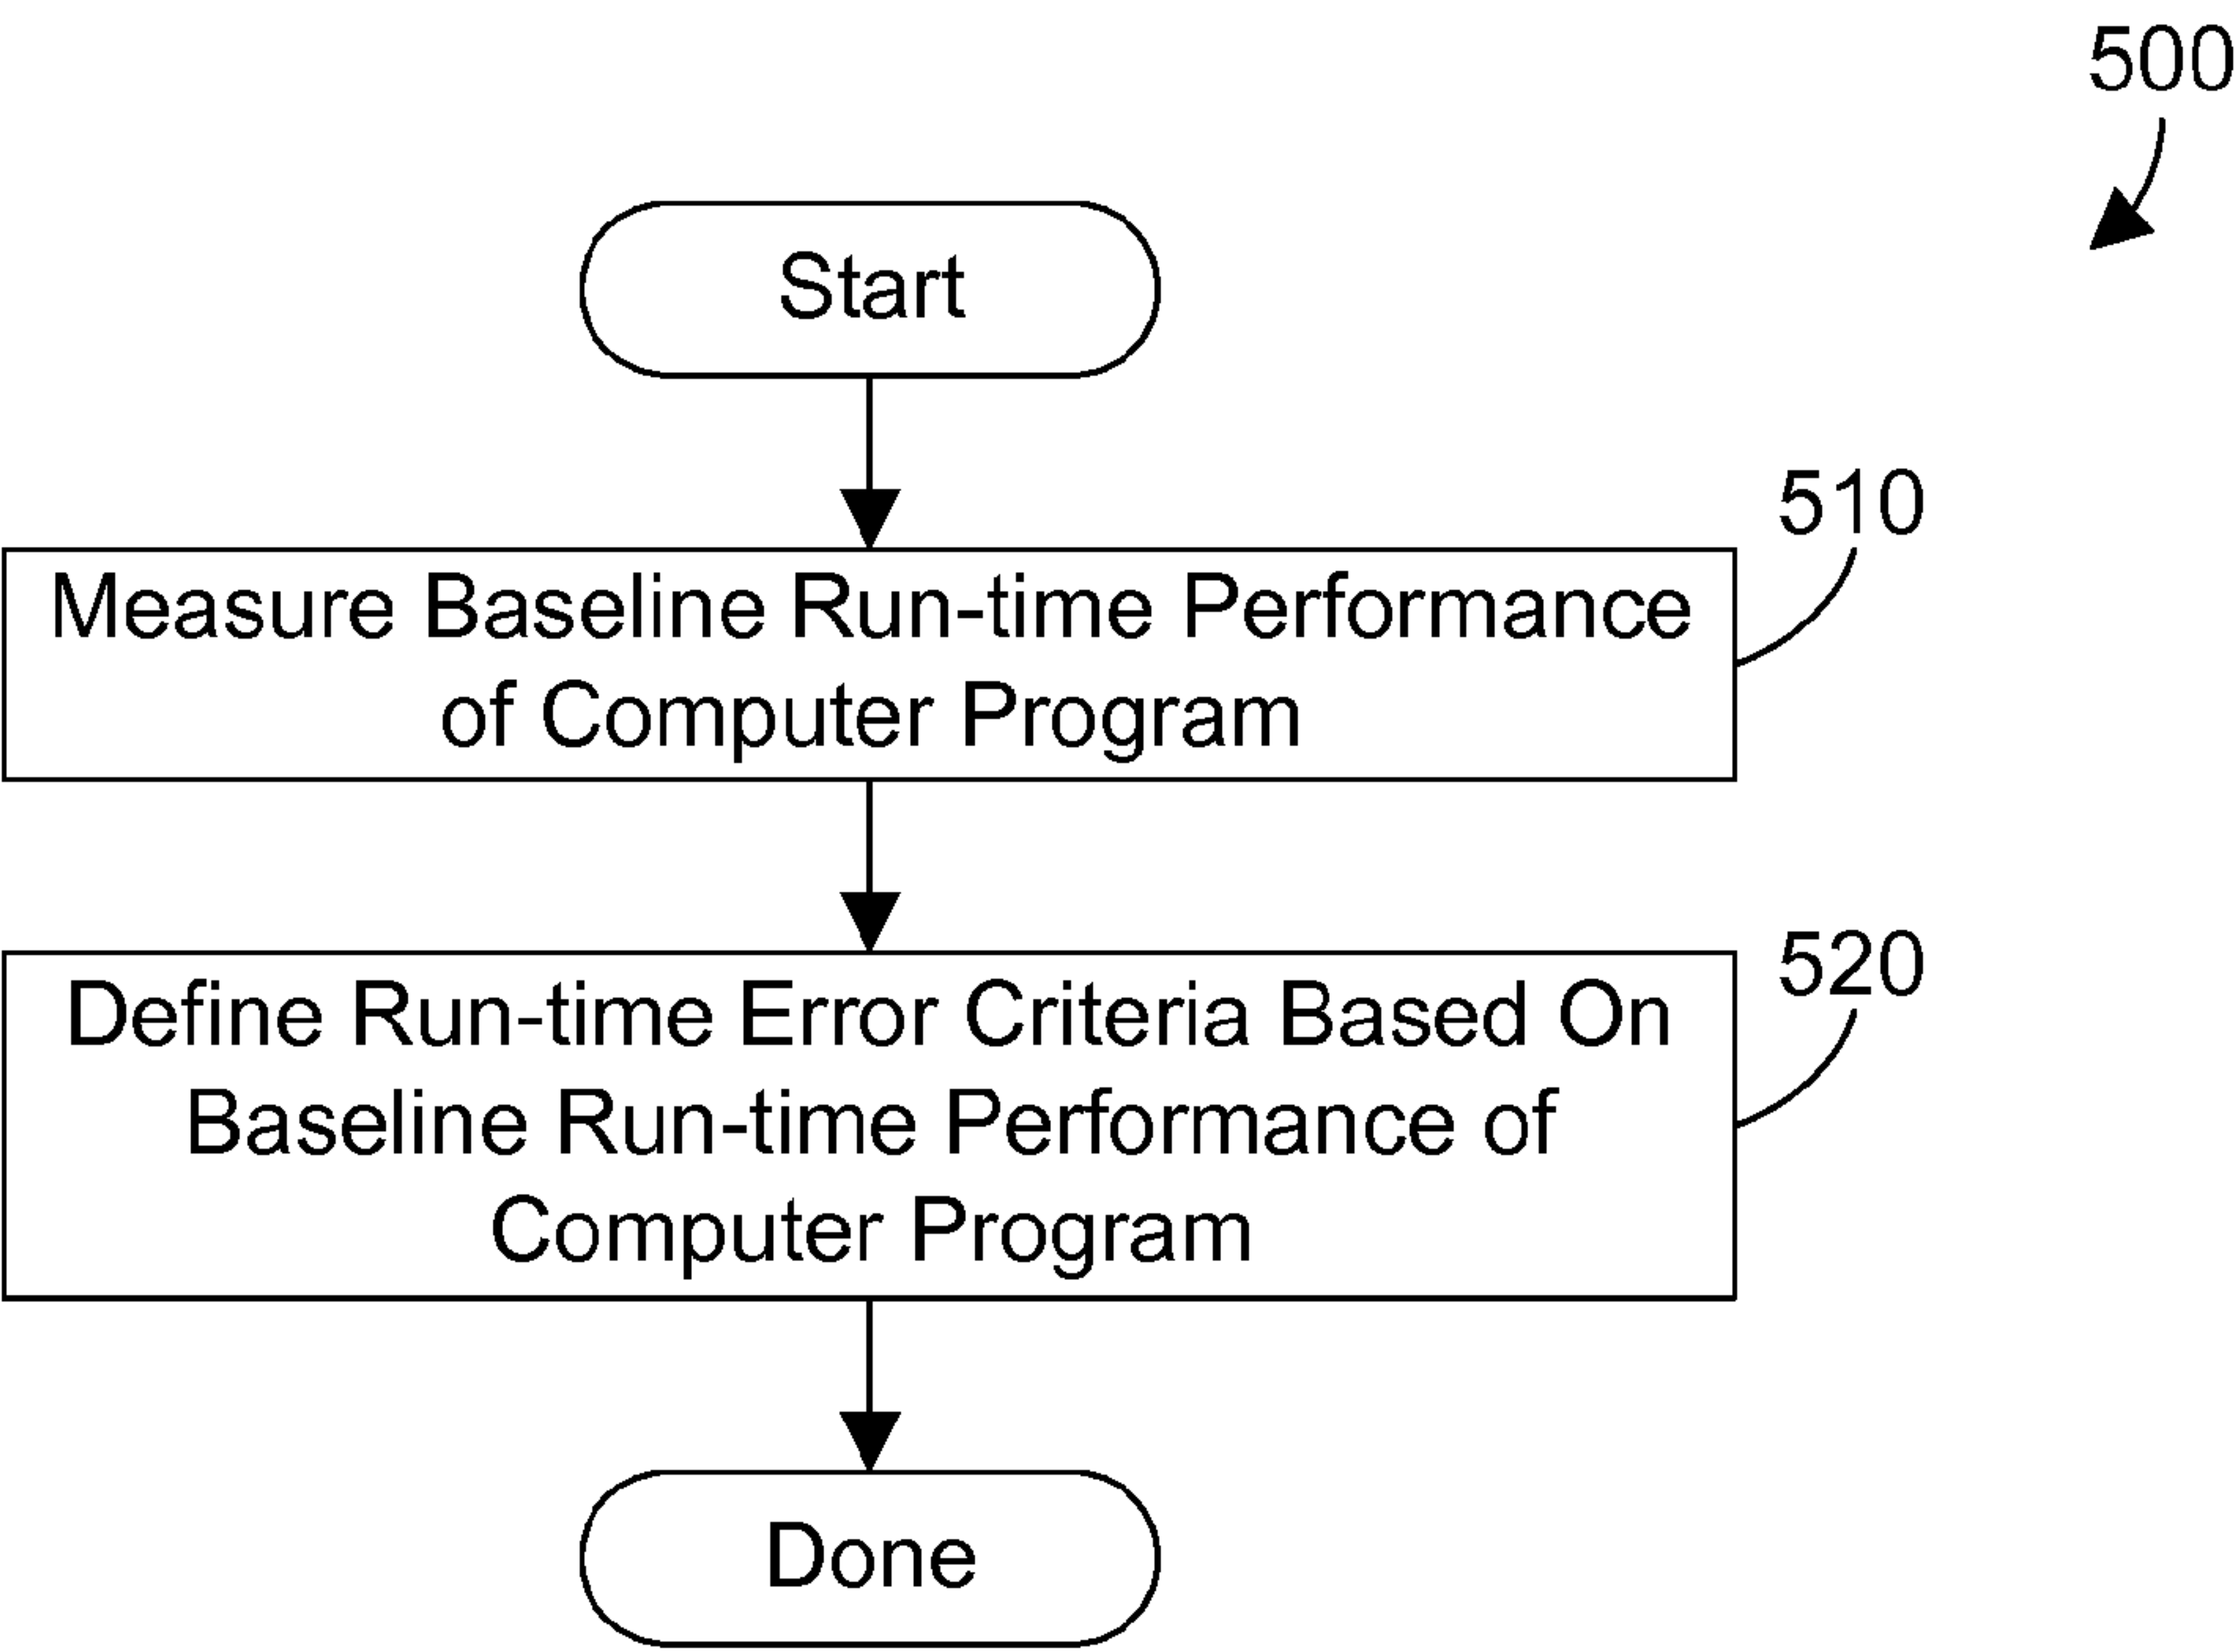 500
Start
510
Measure Baseline Run-time Performance
of Computer Program
520
Define Run-time Error Criteria Based On
Baseline Run-time Performance of
Computer Program
Done